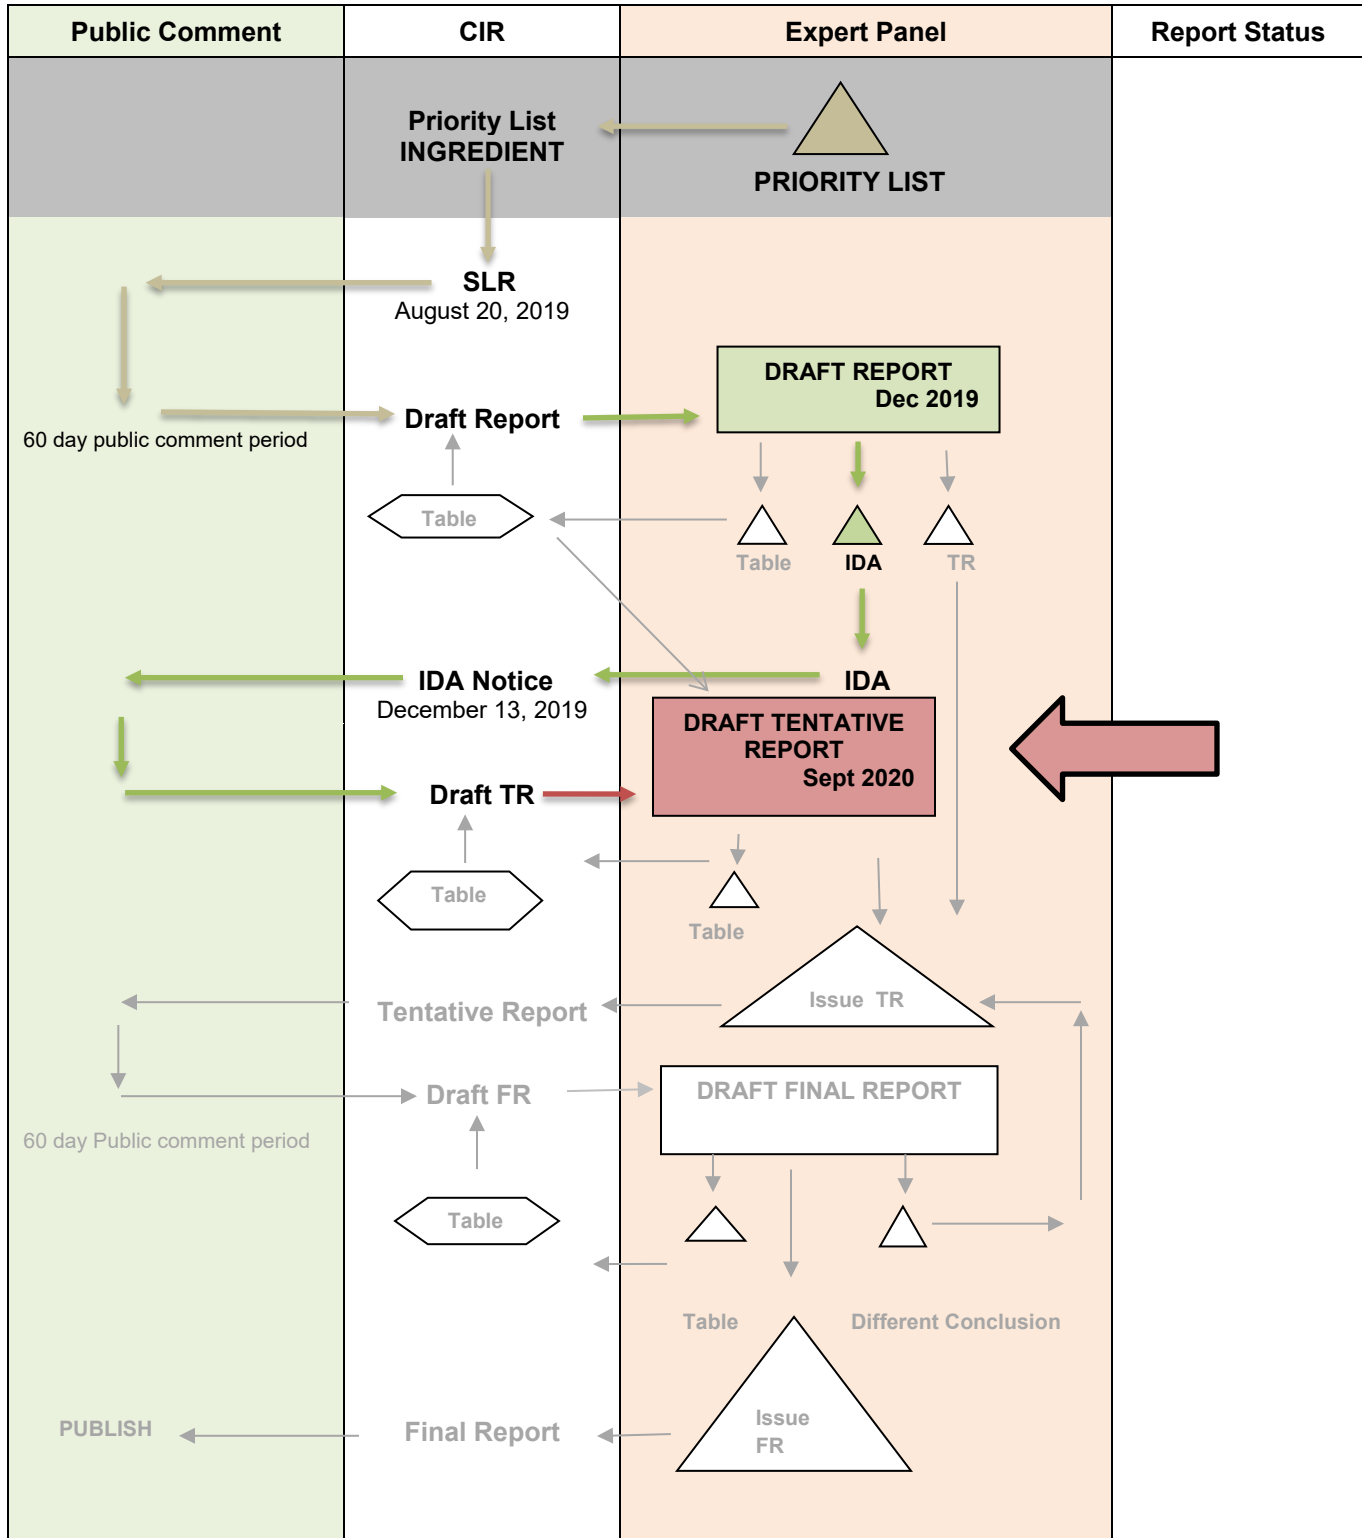 Public Comment
CIR
Expert Panel
Report Status
Priority List
INGREDIENT
PRIORITY LIST
SLR
August 20, 2019
DRAFT REPORT
Dec 2019
Draft Report
60 day public comment period
Table
Table
IDA
TR
IDA Notice
December 13, 2019
IDA
DRAFT TENTATIVE
REPORT
Sept 2020
Draft TR
Table
Table
Issue TR
Tentative Report
Draft FR
DRAFT FINAL REPORT
60 day Public comment period
Table
Table
Different Conclusion
PUBLISH
Final Report
Issue
FR